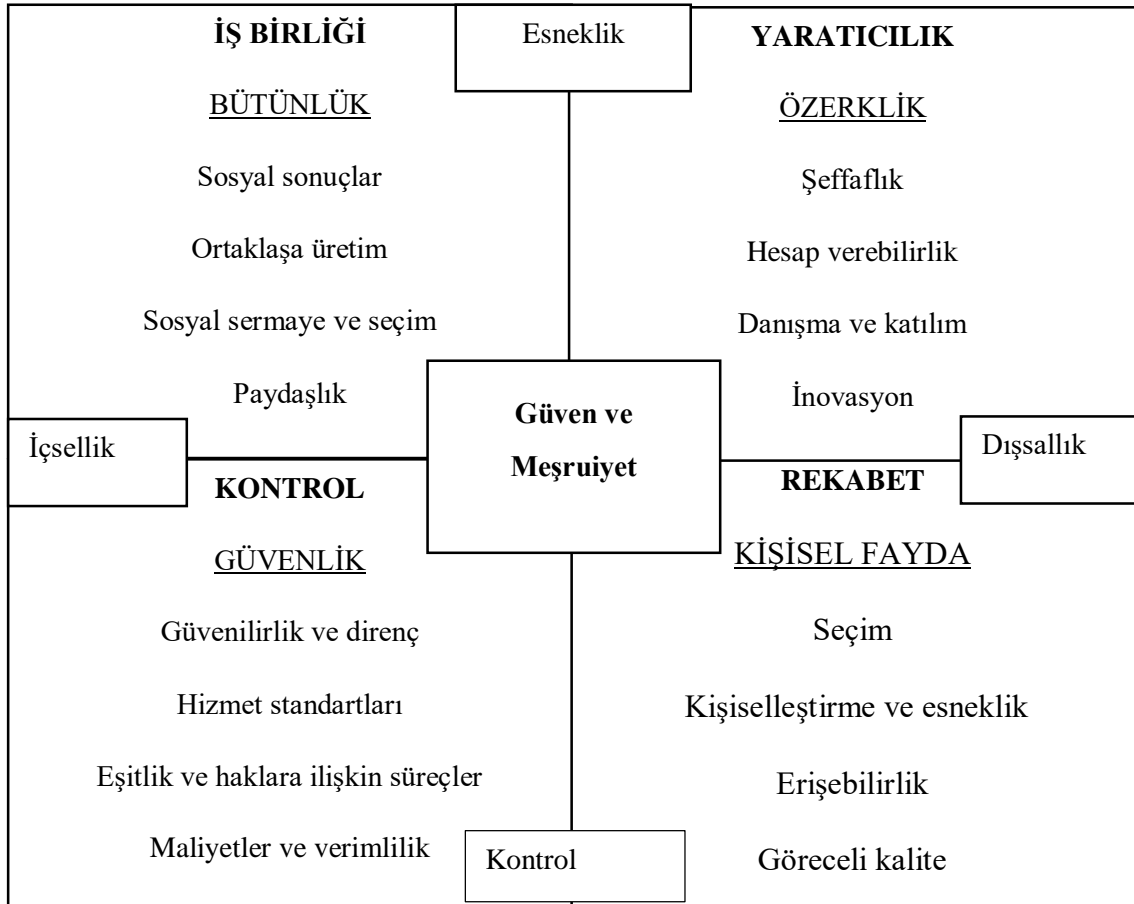 İŞ BİRLİĞİ
BÜTÜNLÜK
Sosyal sonuçlar
Ortaklaşa üretim
Sosyal sermaye ve seçim
Paydaşlık
Esneklik
YARATICILIK
ÖZERKLİK
Şeffaflık
Hesap verebilirlik
Danışma ve katılım
İnovasyon
İçsellik
Güven ve
Meşruiyet
Dışsallık
KONTROL
GÜVENLİK
Güvenilirlik ve direnç
Hizmet standartları
Eşitlik ve haklara ilişkin süreçler
Maliyetler ve verimlilik
Kontrol
REKABET
KİŞİSEL FAYDA
Seçim
Kişiselleştirme ve esneklik
Erişebilirlik
Göreceli kalite